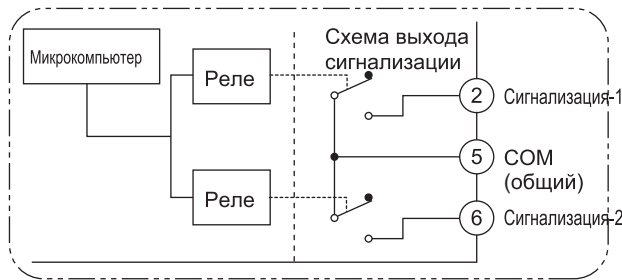 Микрокомпьютер
Реле
Реле
Схема выхода
сигнализации
2 Сигнализация-1
5 COM
(общий)
6 Сигнализация-2